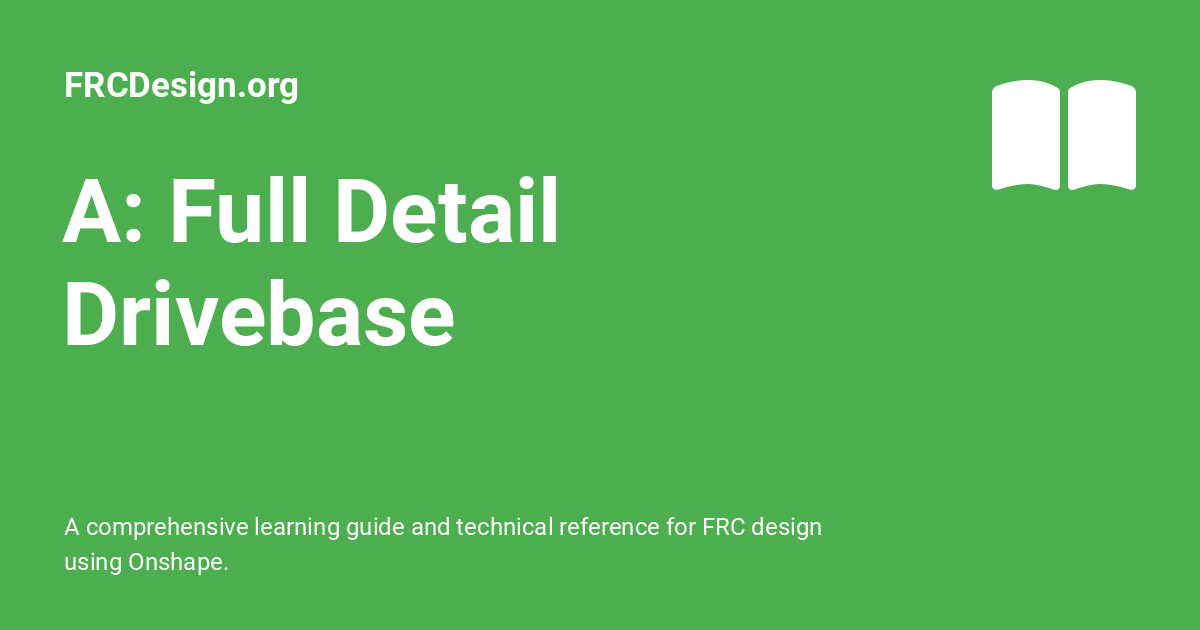 FRCDesign.org
A: Full Detail
Drivebase
A comprehensive learning guide and technical reference for FRC design
using Onshape.